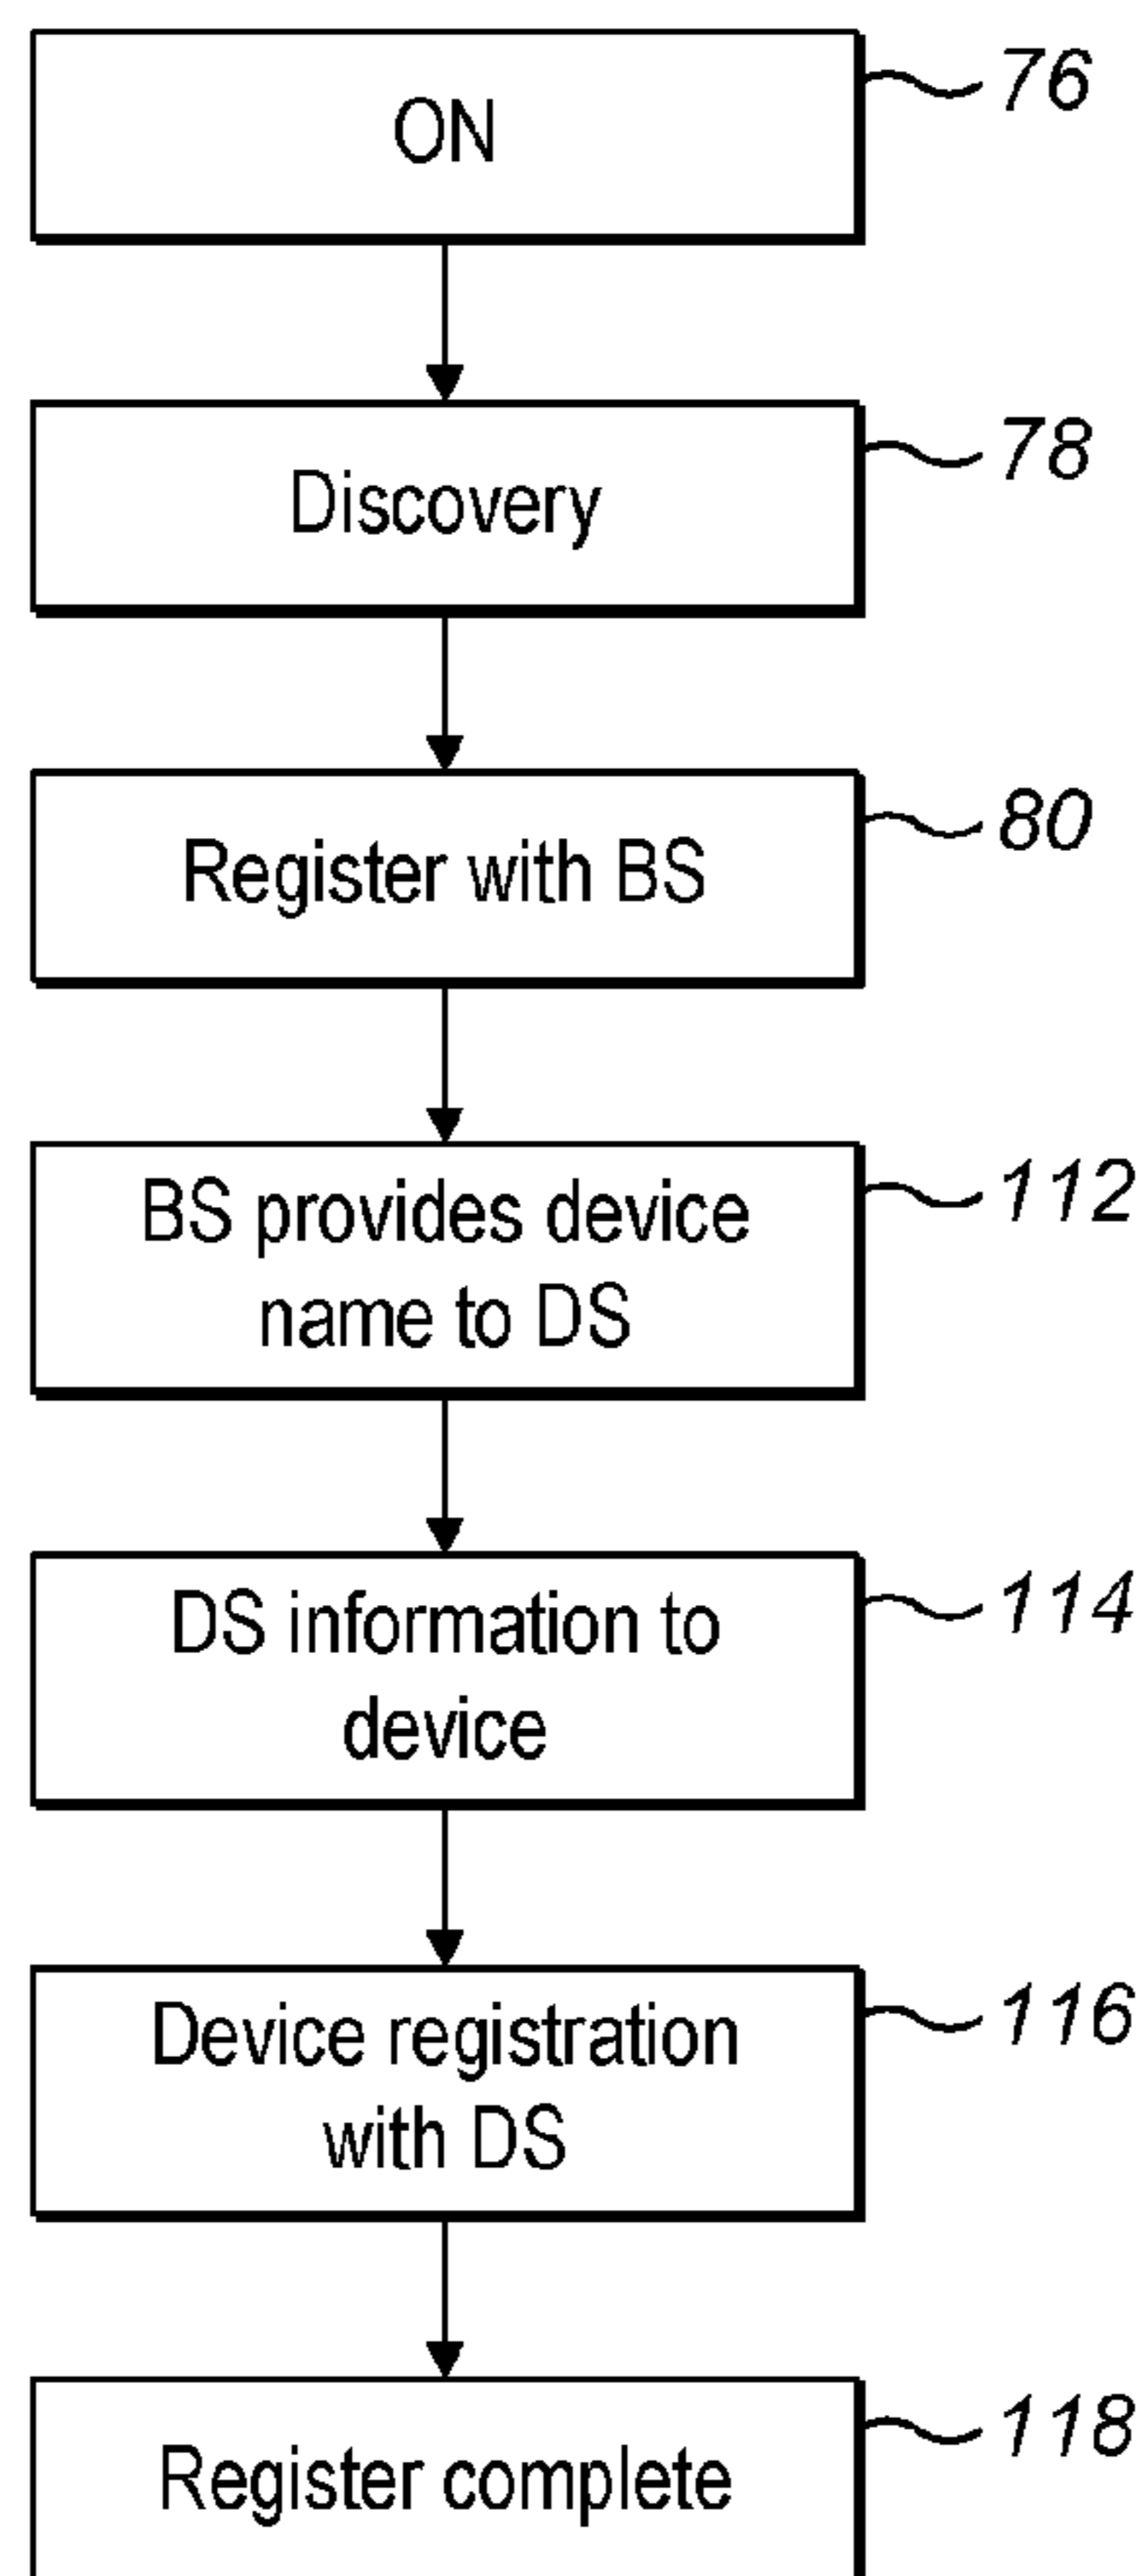 ON
76
Discovery
78
Register with BS
80
BS provides device
name to DS
112
DS information to
device
114
Device registration
with DS
116
Register complete
118